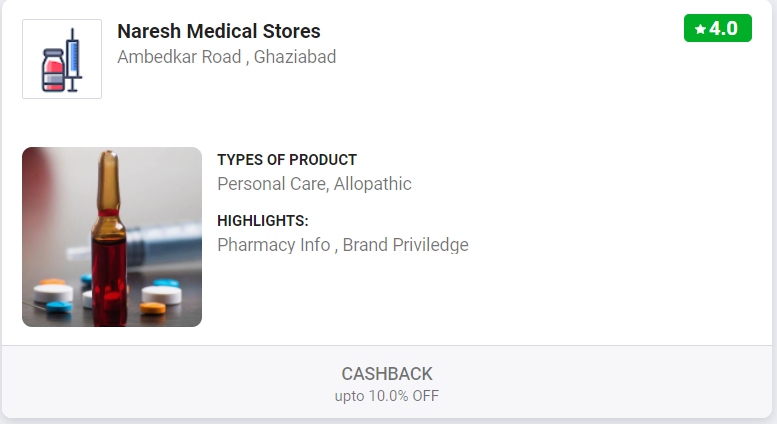 Naresh Medical Stores
★ 4.0
Ambedkar Road , Ghaziabad
TYPES OF PRODUCT
Personal Care, Allopathic
HIGHLIGHTS:
Pharmacy Info , Brand Priviledge
CASHBACK
upto 10.0% OFF